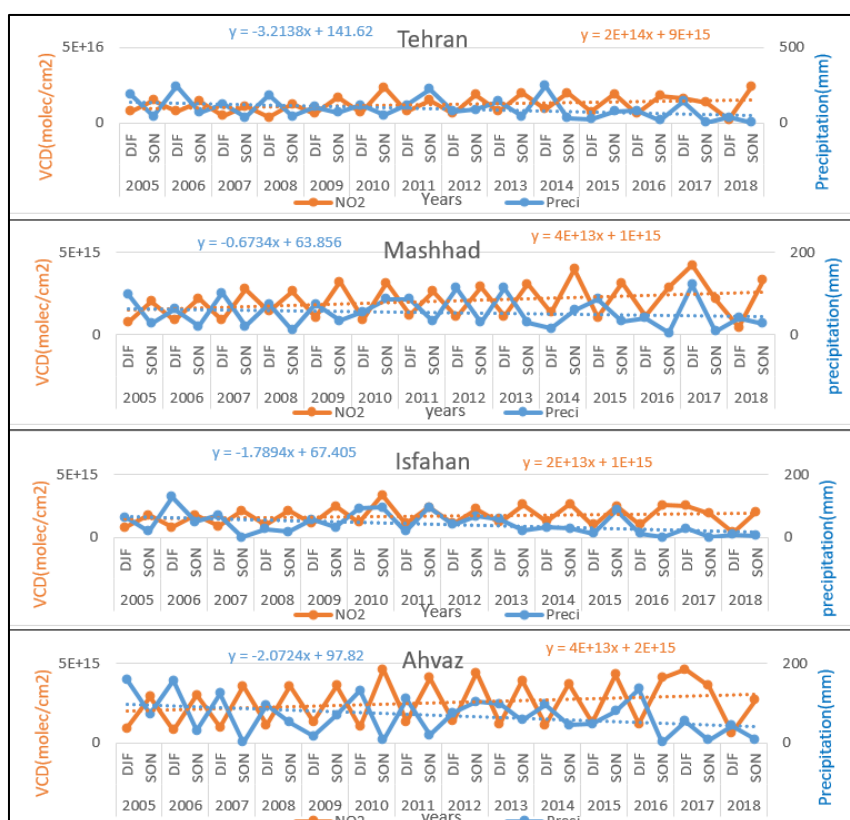 y = -3.2138x + 141.62 Tehran y = 2E+14x + 9E+15
5E+16 500
0 0
VCD(molec/cm2) Precipitation(mm)
DJF SON DJF SON DJF SON DJF SON DJF SON DJF SON DJF SON DJF SON DJF SON DJF SON DJF SON DJF SON DJF SON DJF SON
2005 2006 2007 2008 2009 2010 2011 2012 2013 2014 2015 2016 2017 2018
NO2 Years Preci
y = -0.6734x + 63.856 Mashhad y = 4E+13x + 1E+15
5E+15 200
0 0
VCD(molec/cm2) precipitation(mm)
DJF SON DJF SON DJF SON DJF SON DJF SON DJF SON DJF SON DJF SON DJF SON DJF SON DJF SON DJF SON DJF SON DJF SON
2005 2006 2007 2008 2009 2010 2011 2012 2013 2014 2015 2016 2017 2018
NO2 years Preci
y = -1.7894x + 67.405 Isfahan y = 2E+13x + 1E+15
5E+15 200
0 0
VCD(molec/cm2) precipitation(mm)
DJF SON DJF SON DJF SON DJF SON DJF SON DJF SON DJF SON DJF SON DJF SON DJF SON DJF SON DJF SON DJF SON DJF SON
2005 2006 2007 2008 2009 2010 2011 2012 2013 2014 2015 2016 2017 2018
NO2 Years Preci
y = -2.0724x + 97.82 Ahvaz y = 4E+13x + 2E+15
5E+15 200
0 0
VCD(molec/cm2) Precipitation(mm)
DJF SON DJF SON DJF SON DJF SON DJF SON DJF SON DJF SON DJF SON DJF SON DJF SON DJF SON DJF SON DJF SON DJF SON
2005 2006 2007 2008 2009 2010 2011 2012 2013 2014 2015 2016 2017 2018
NO2 years Preci